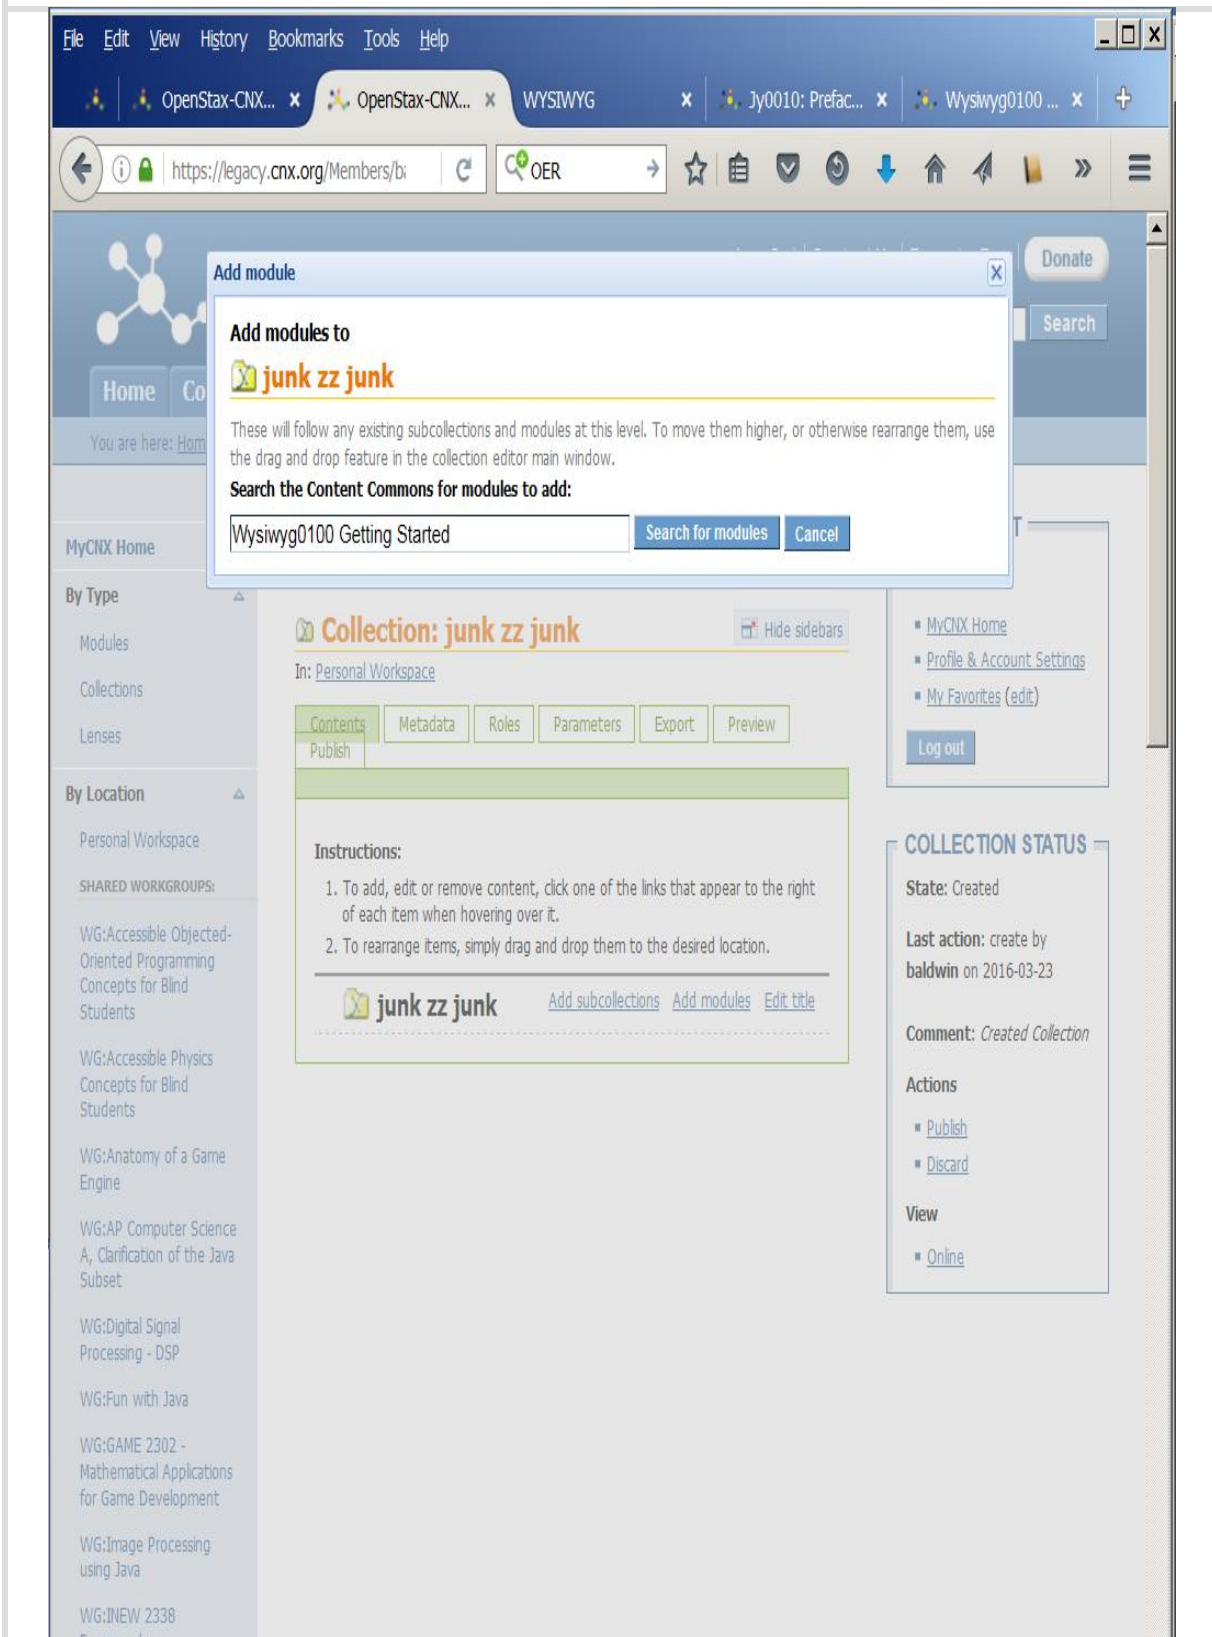 File Edit View History Bookmarks Tools Help
OpenStax-CNX... × OpenStax-CNX... × WYSIWYG × Jy0010: Prefac... × Wysiwyg0100 ... ×
https://legacy.cnx.org/Members/b OER
Donate
Add module
Add modules to
Search
junk zz junk
Home Co
These will follow any existing subcollections and modules at this level. To move them higher, or otherwise rearrange them, use
You are here: Hom
the drag and drop feature in the collection editor main window.
Search the Content Commons for modules to add:
Wysiwyg0100 Getting Started Search for modules Cancel
T
MyCNX Home
By Type
Modules
Collections
Lenses
By Location
Personal Workspace
SHARED WORKGROUPS:
WG:Accessible Objected-
Oriented Programming
Concepts for Blind
Students
WG:Accessible Physics
Concepts for Blind
Students
WG:Anatomy of a Game
Engine
WG:AP Computer Science
A, Clarification of the Java
Subset
WG:Digital Signal
Processing - DSP
WG:Fun with Java
WG:GAME 2302 -
Mathematical Applications
for Game Development
WG:Image Processing
using Java
WG:INEW 2338
Collection: junk zz junk Hide sidebars
In: Personal Workspace
Contents Metadata Roles Parameters Export Preview
Publish
Instructions:
1. To add, edit or remove content, click one of the links that appear to the right
of each item when hovering over it.
2. To rearrange items, simply drag and drop them to the desired location.
junk zz junk Add subcollections Add modules Edit title
MyCNX Home
Profile & Account Settings
My Favorites (edit)
Log out
COLLECTION STATUS
State: Created
Last action: create by
baldwin on 2016-03-23
Comment: Created Collection
Actions
Publish
Discard
View
Online